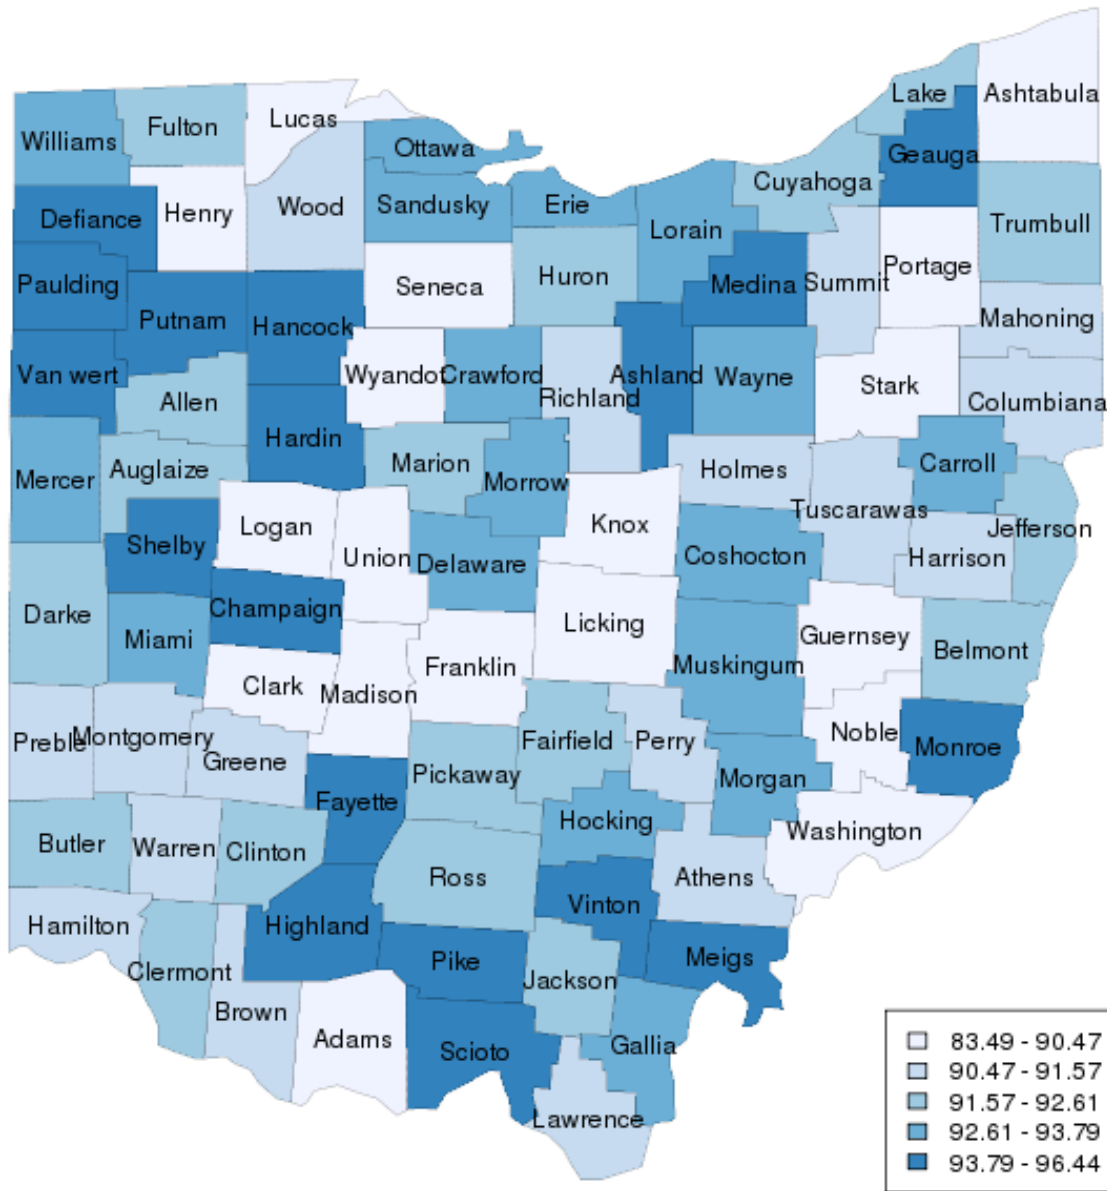 Ashtabula
Lake
Lucas
Fulton
Williams
Ottawa
Geauga
Cuyahoga
Sandusky
Erie
Wood
Henry
Defiance
Lorain
Trumbull
Portage
Huron
Seneca
Paulding
Medina
Summit
Putnam
Hancock
Mahoning
Van wert
Wyandot
Crawford
Ashland
Wayne
Stark
Richland
Allen
Columbiana
Hardin
Marion
Auglaize
Mercer
Morrow
Holmes
Carroll
Tuscarawas
Logan
Knox
Jefferson
Shelby
Union
Delaware
Coshocton
Harrison
Champaign
Darke
Miami
Licking
Guernsey
Belmont
Franklin
Muskingum
Clark
Madison
Preble
Montgomery
Greene
Fairfield
Perry
Noble
Monroe
Pickaway
Morgan
Fayette
Hocking
Washington
Butler
Warren
Clinton
Ross
Athens
Vinton
Hamilton
Highland
Pike
Meigs
Clermont
Jackson
Brown
Adams
Scioto
Gallia
Lawrence
83.49 - 90.47
90.47 - 91.57
91.57 - 92.61
92.61 - 93.79
93.79 - 96.44